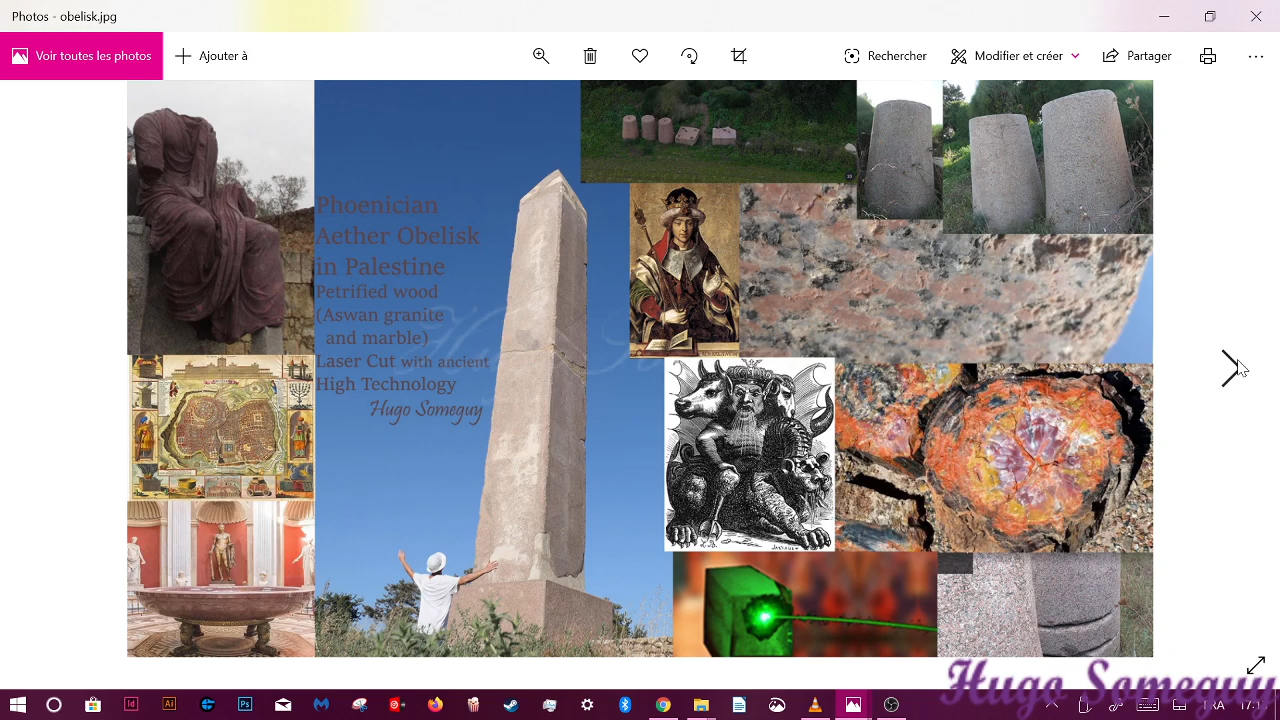 Photos - obelisk.jpg
Voir toutes les photos
Ajouter à
Rechercher
Modifier et créer
Partager
Phoenician
Aether Obelisk
in Palestine
Petrified wood
(Aswan granite
and marble)
Laser Cut with ancient
High Technology
Hugo Someguy
Hugo Someguy